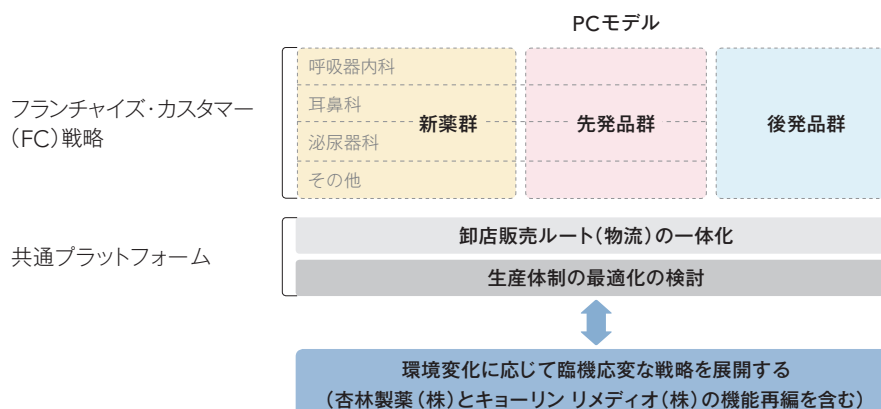 PCモデル
フランチャイズ・カスタマー
(FC)戦略
呼吸器内科
耳鼻科
泌尿器科
その他
新薬群
先発品群
後発品群
共通プラットフォーム
卸店販売ルート(物流)の一体化
生産体制の最適化の検討
環境変化に応じて臨機応変な戦略を展開する
(杏林製薬(株)とキョーリン リメディオ(株)の機能再編を含む)